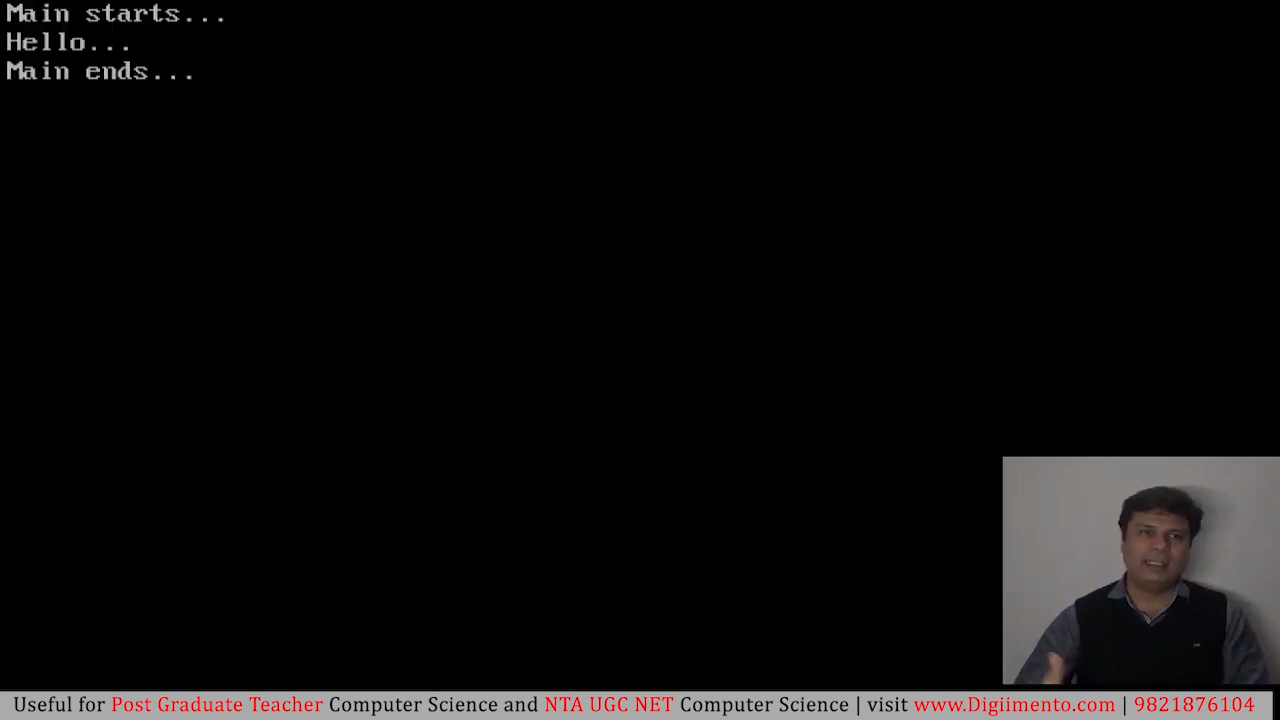 Main starts...
Hello...
Main ends...
Useful for Post Graduate Teacher Computer Science and NTA UGC NET Computer Science | visit www.Digiimento.com | 9821876104